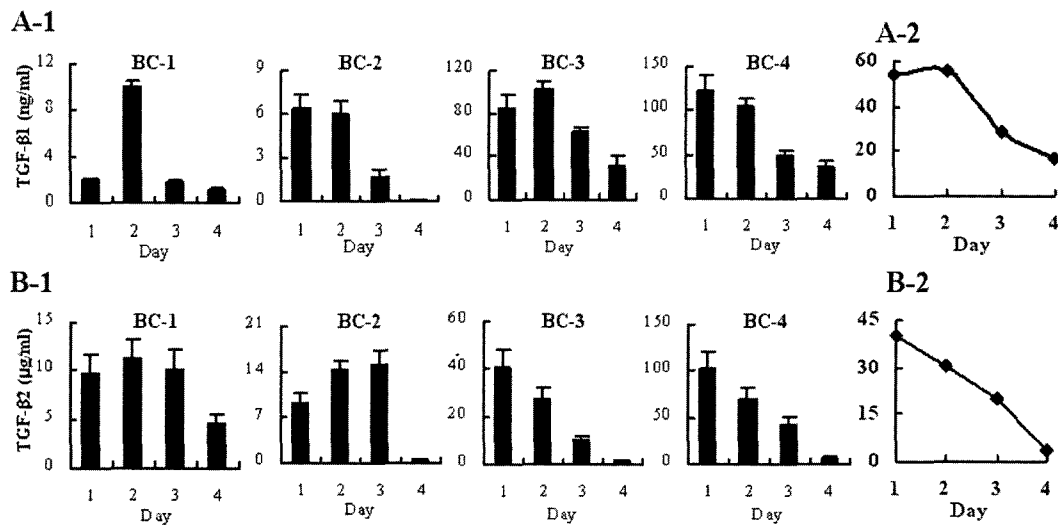 A-1
A-2
BC-1
BC-2
BC-3
BC-4
TGF-β1 (ng/ml)
12
8
4
0
9
6
3
0
120
80
40
0
150
100
50
0
60
40
20
0
1 2 3 4
1 2 3 4
1 2 3 4
1 2 3 4
1 2 3 4
Day
Day
Day
Day
Day
B-1
B-2
BC-1
BC-2
BC-3
BC-4
TGF-β2 (µg/ml)
15
10
5
0
21
14
7
0
60
40
20
0
150
100
50
0
45
30
15
0
1 2 3 4
1 2 3 4
1 2 3 4
1 2 3 4
1 2 3 4
Day
Day
Day
Day
Day